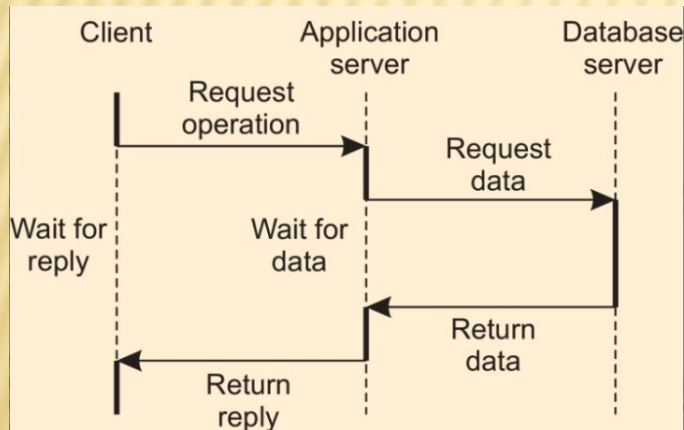 Client
Application
server
Database
server
Request
operation
Request
data
Wait for
reply
Wait for
data
Return
data
Return
reply